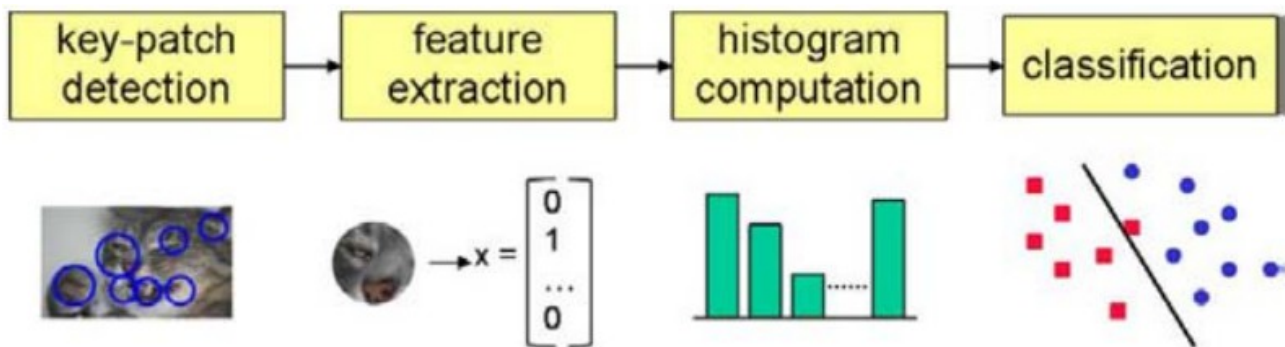 key-patch
detection
feature
extraction
histogram
computation
classification
x =
0
1
...
0
......